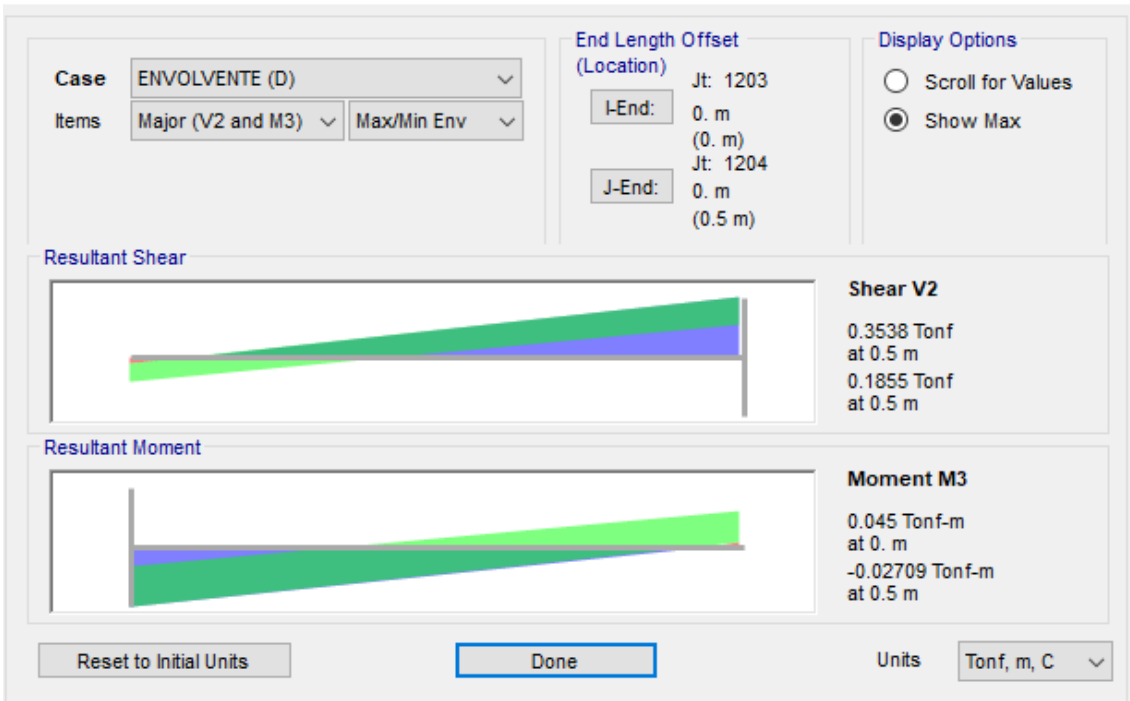 Case ENVOLVENTE (D)
Items Major (V2 and M3) Max/Min Env
End Length Offset
(Location)
Jt: 1203
I-End: 0. m
(0. m)
Jt: 1204
J-End: 0. m
(0.5 m)
Display Options
Scroll for Values
Show Max
Resultant Shear
Shear V2
0.3538 Tonf
at 0.5 m
0.1855 Tonf
at 0.5 m
Resultant Moment
Moment M3
0.045 Tonf-m
at 0. m
-0.02709 Tonf-m
at 0.5 m
Reset to Initial Units Done Units Tonf, m, C